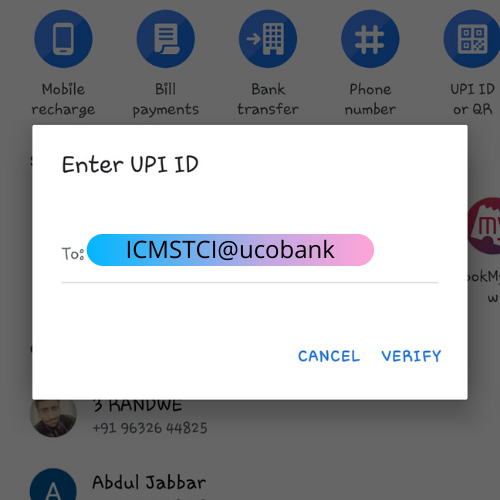 Mobile
recharge
Bill
payments
Bank
transfer
Phone
number
UPI ID
or QR
Enter UPI ID
To: ICMSTCI@ucobank
CANCEL VERIFY
my
3 RANDWE
+91 96326 44825
A
Abdul Jabbar